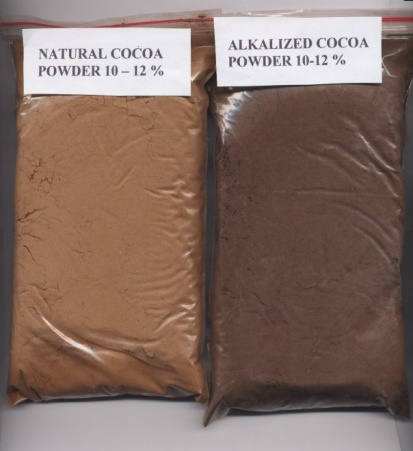 NATURAL COCOA
POWDER 10 – 12 %
ALKALIZED COCOA
POWDER 10-12 %